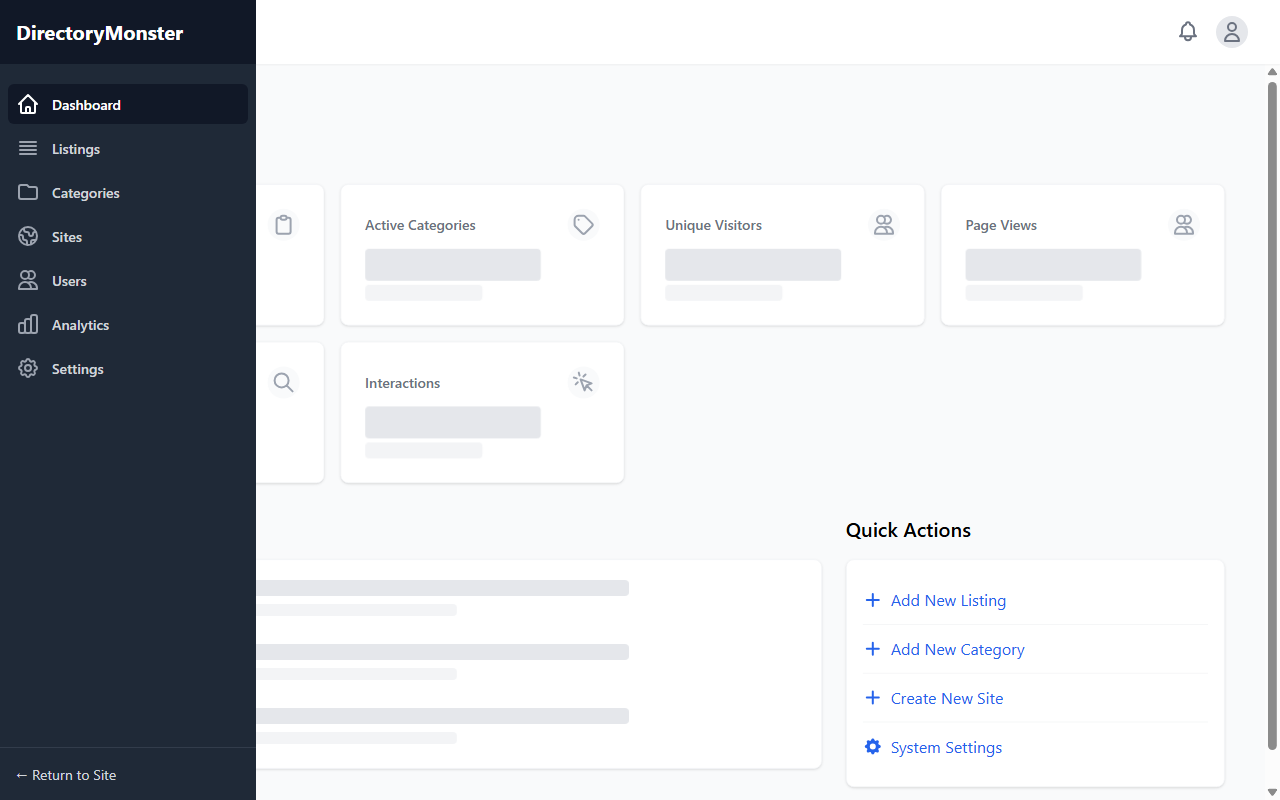 DirectoryMonster
Dashboard
Listings
Categories
Sites
Users
Analytics
Settings
← Return to Site
Active Categories
Unique Visitors
Page Views
Interactions
Quick Actions
Add New Listing
Add New Category
Create New Site
System Settings